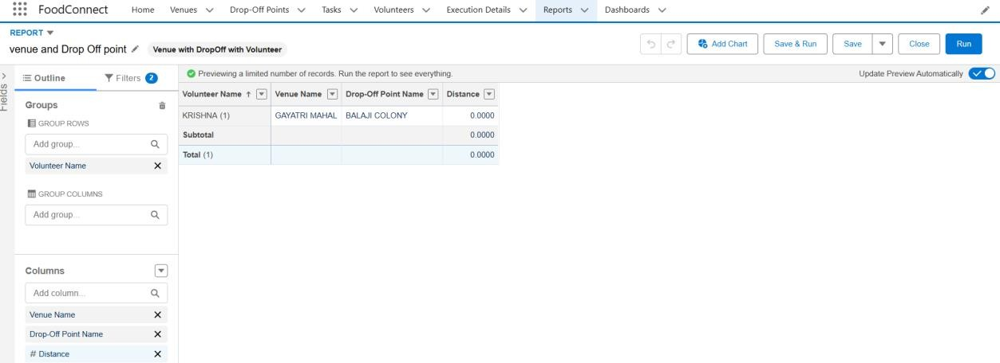 FoodConnect Home Venues Drop-Off Points Tasks Volunteers Execution Details Reports Dashboards
REPORT
venue and Drop Off point Venue with DropOff with Volunteer
Add Chart Save & Run Save Close Run
Fields
Outline Filters 2
Previewing a limited number of records. Run the report to see everything. Update Preview Automatically
Groups
GROUP ROWS
Add group...
Volunteer Name
GROUP COLUMNS
Add group...
Columns
Add column...
Venue Name
Drop-Off Point Name
# Distance
Volunteer Name ↑ Venue Name Drop-Off Point Name Distance
KRISHNA (1) GAYATRI MAHAL BALAJI COLONY 0.0000
Subtotal 0.0000
Total (1) 0.0000